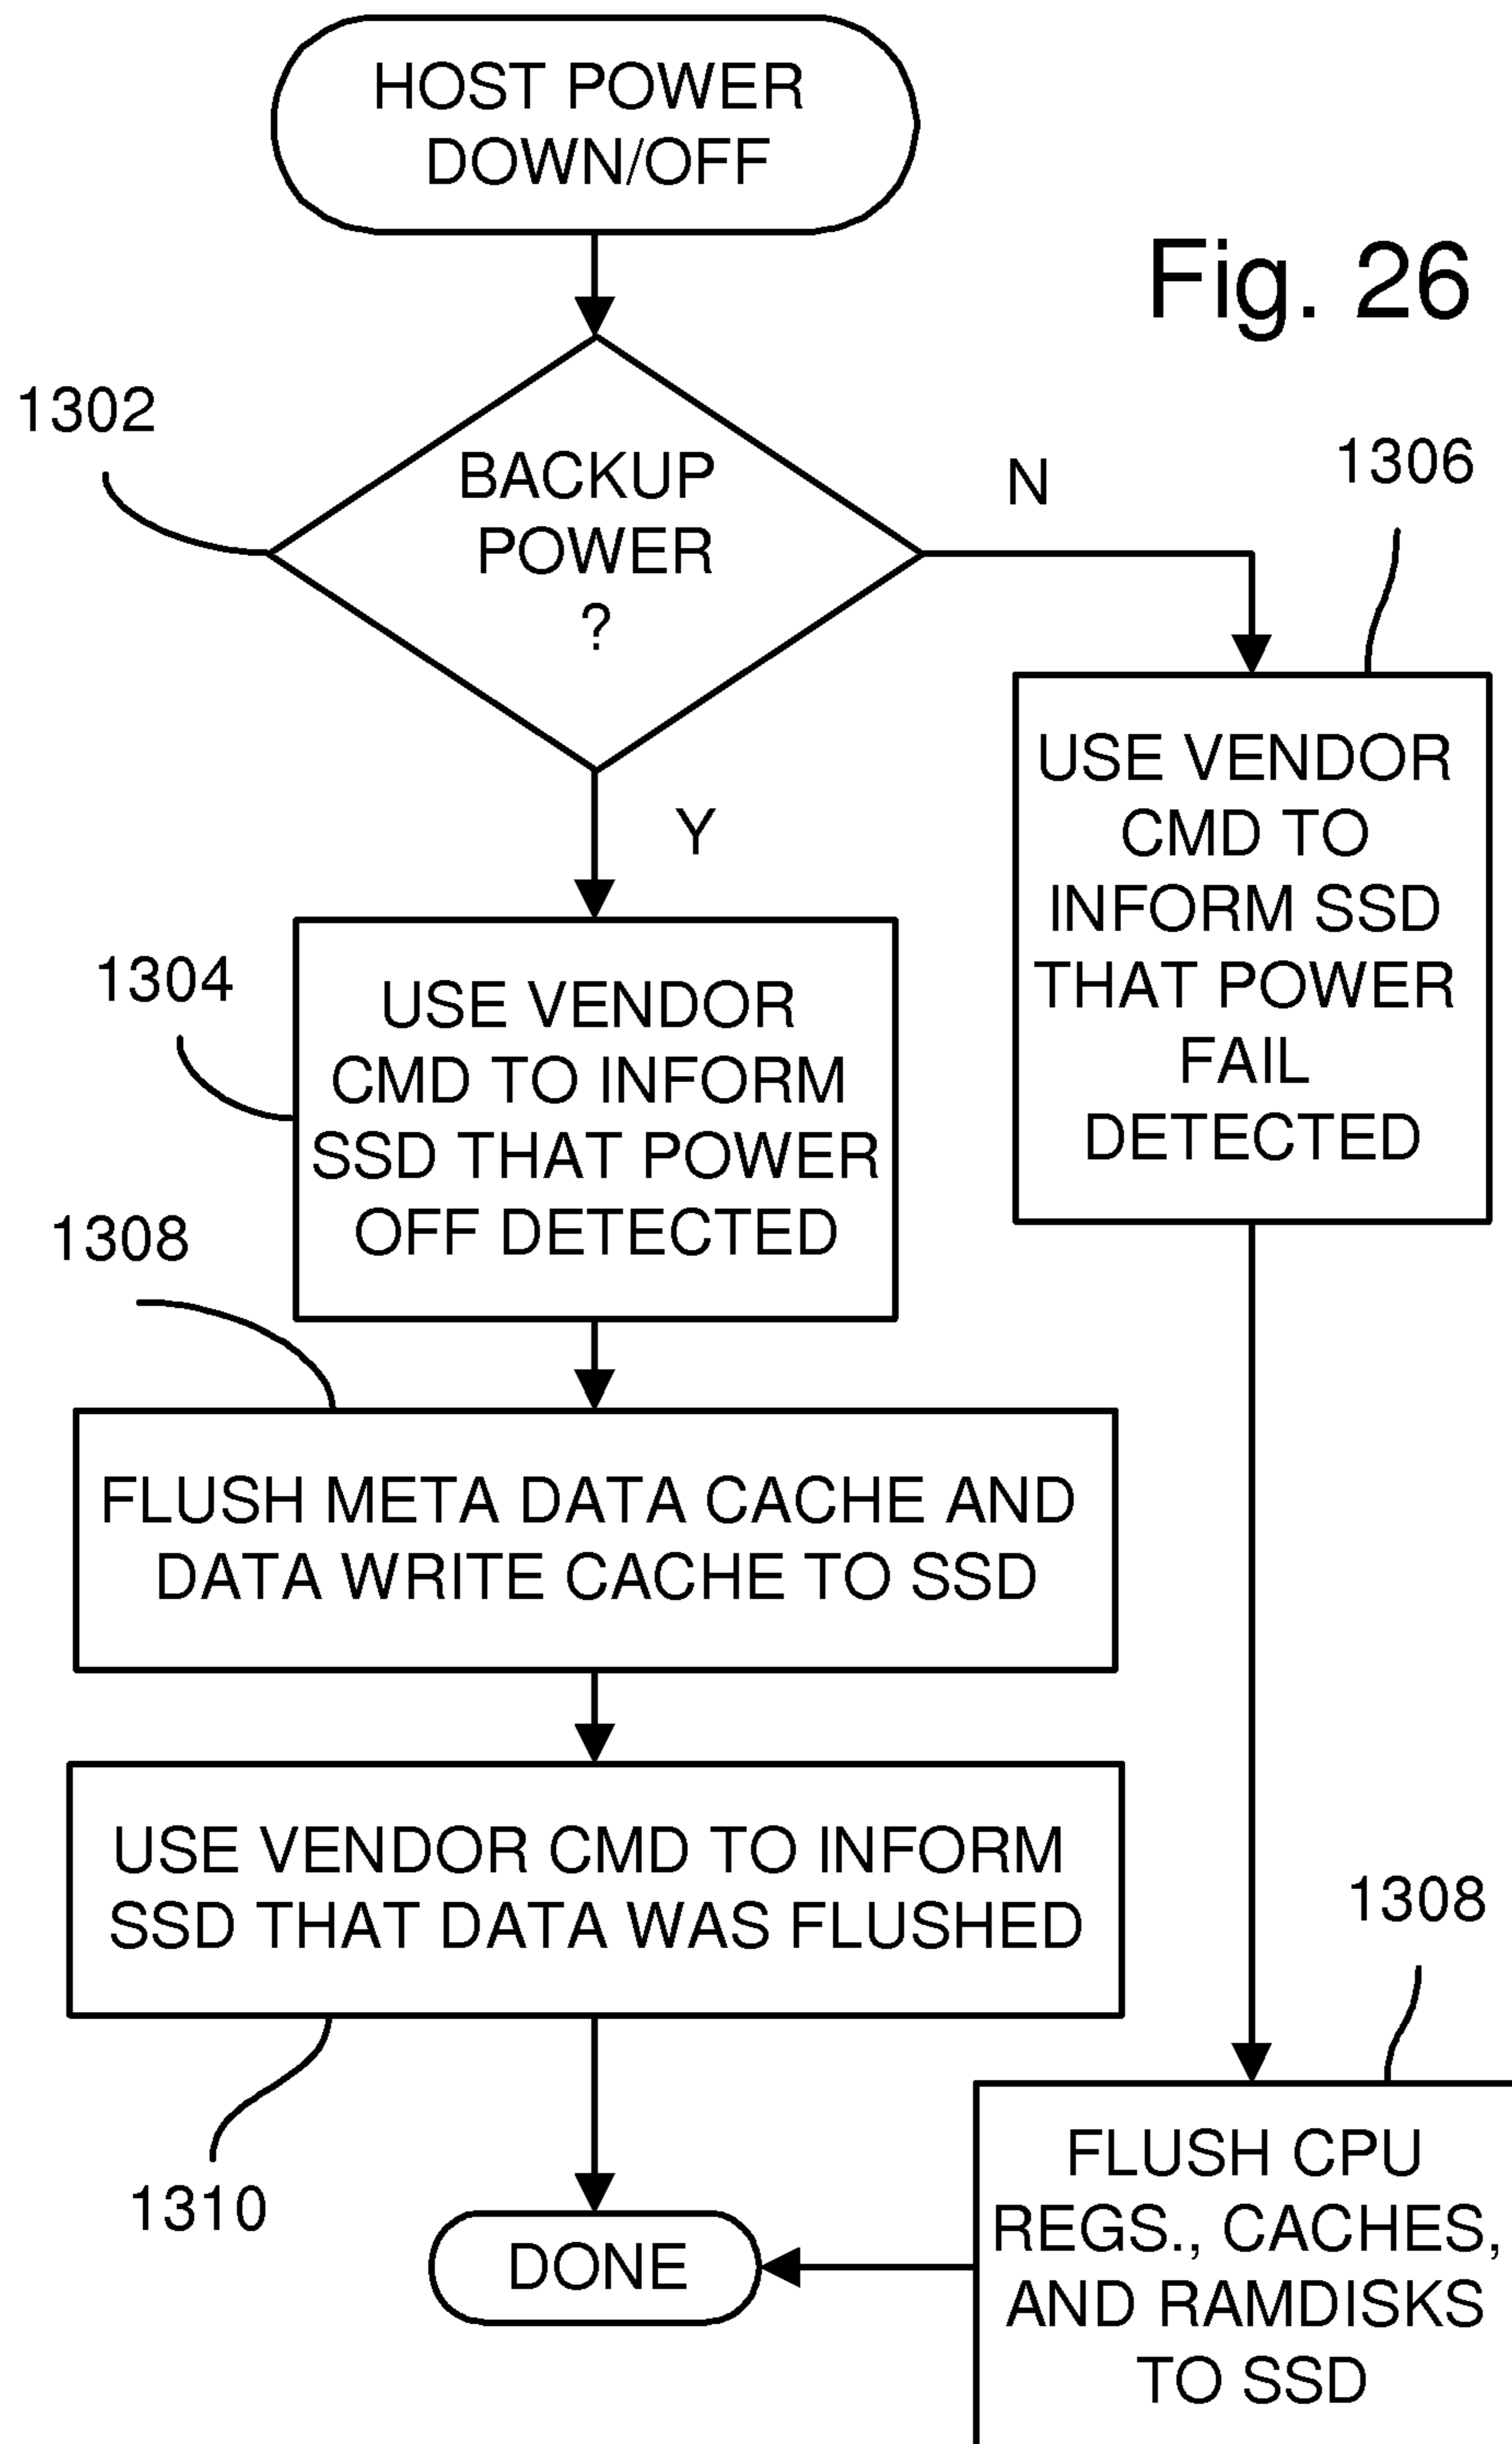 HOST POWER
DOWN/OFF
Fig. 26
1302
BACKUP
POWER
?
N
1306
USE VENDOR
CMD TO
INFORM SSD
THAT POWER
FAIL
DETECTED
Y
1304
USE VENDOR
CMD TO INFORM
SSD THAT POWER
OFF DETECTED
1308
FLUSH META DATA CACHE AND
DATA WRITE CACHE TO SSD
USE VENDOR CMD TO INFORM
SSD THAT DATA WAS FLUSHED
1310
1308
FLUSH CPU
REGS., CACHES,
AND RAMDISKS
TO SSD
DONE